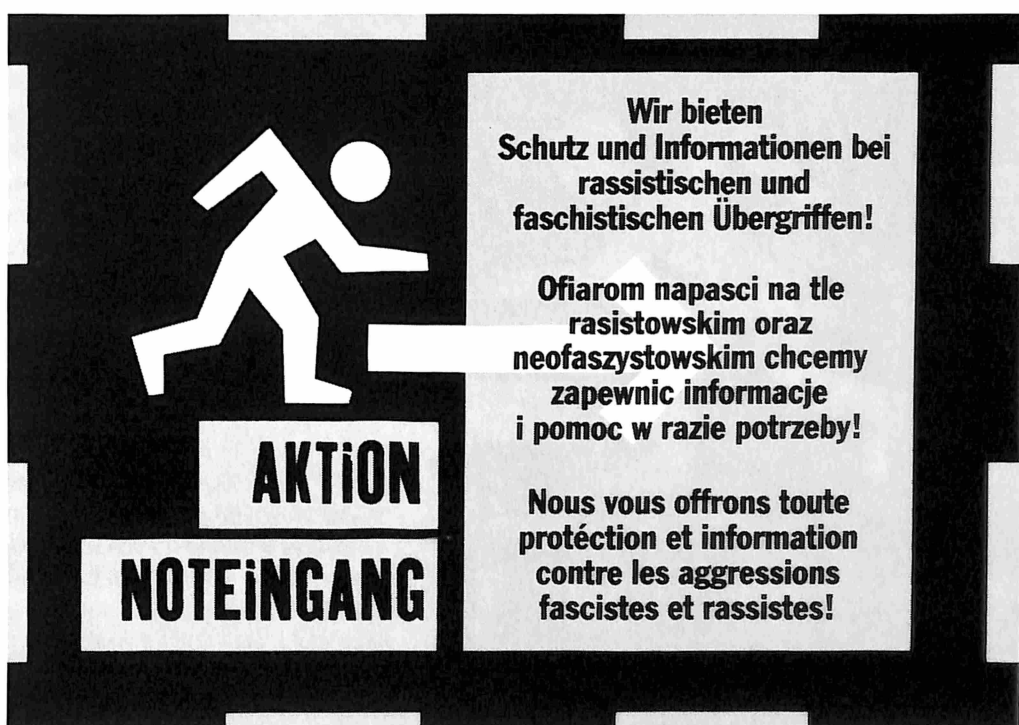 Wir bieten
Schutz und Informationen bei
rassistischen und
faschistischen Übergriffen!
Ofiarom napasci na tle
rasistowskim oraz
neofaszystowskim chcemy
zapewnic informacje
i pomoc w razie potrzeby!
Nous vous offrons toute
protéction et information
contre les aggressions
fascistes et rassistes!
AKTiON
NOTEiNGANG